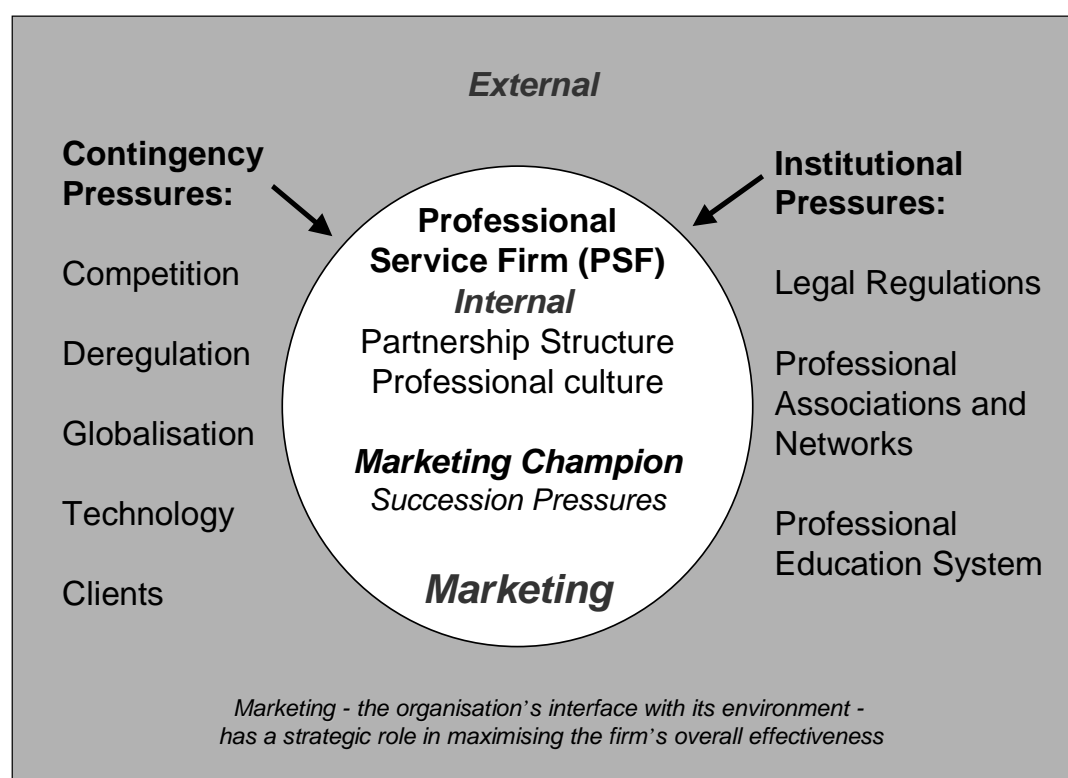 External
Contingency
Pressures:
Competition
Deregulation
Globalisation
Technology
Clients
Professional
Service Firm (PSF)
Internal
Partnership Structure
Professional culture
Marketing Champion
Succession Pressures
Marketing
Institutional
Pressures:
Legal Regulations
Professional
Associations and
Networks
Professional
Education System
Marketing - the organisation’s interface with its environment -
has a strategic role in maximising the firm’s overall effectiveness